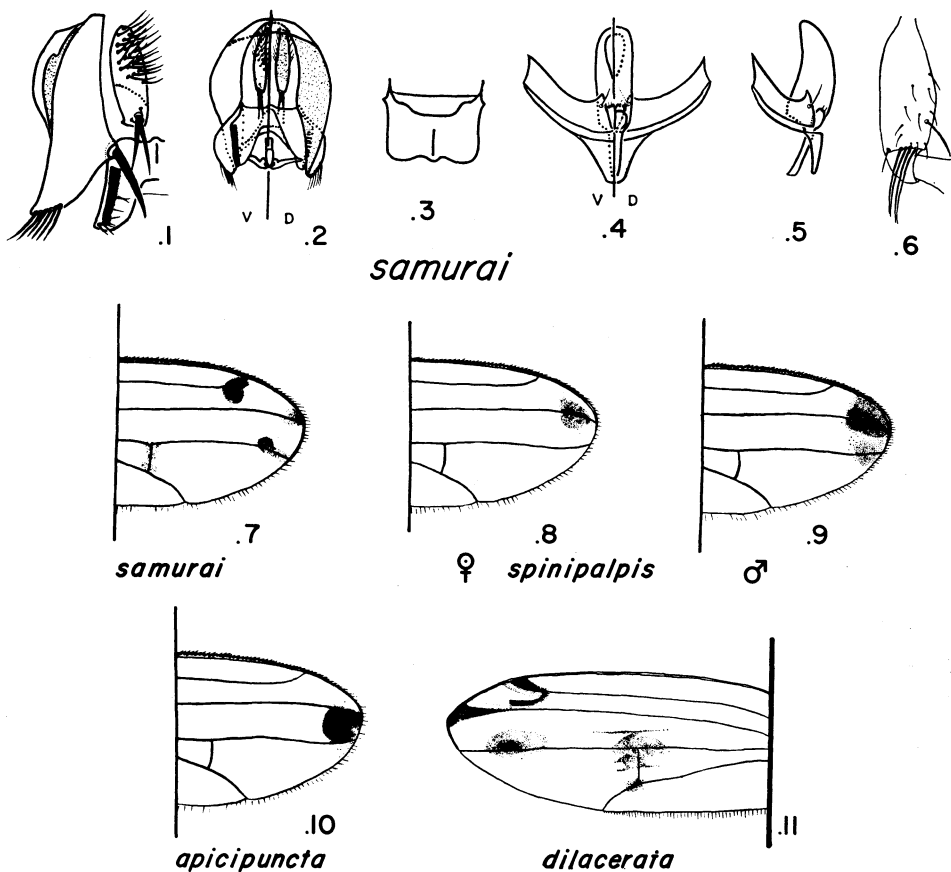 V D
V D
.1 .2 .3 .4 .5 .6
samurai
.7 .8 .9
samurai ♀ spinipalpis ♂
.10 .11
apicipuncta dilacerata